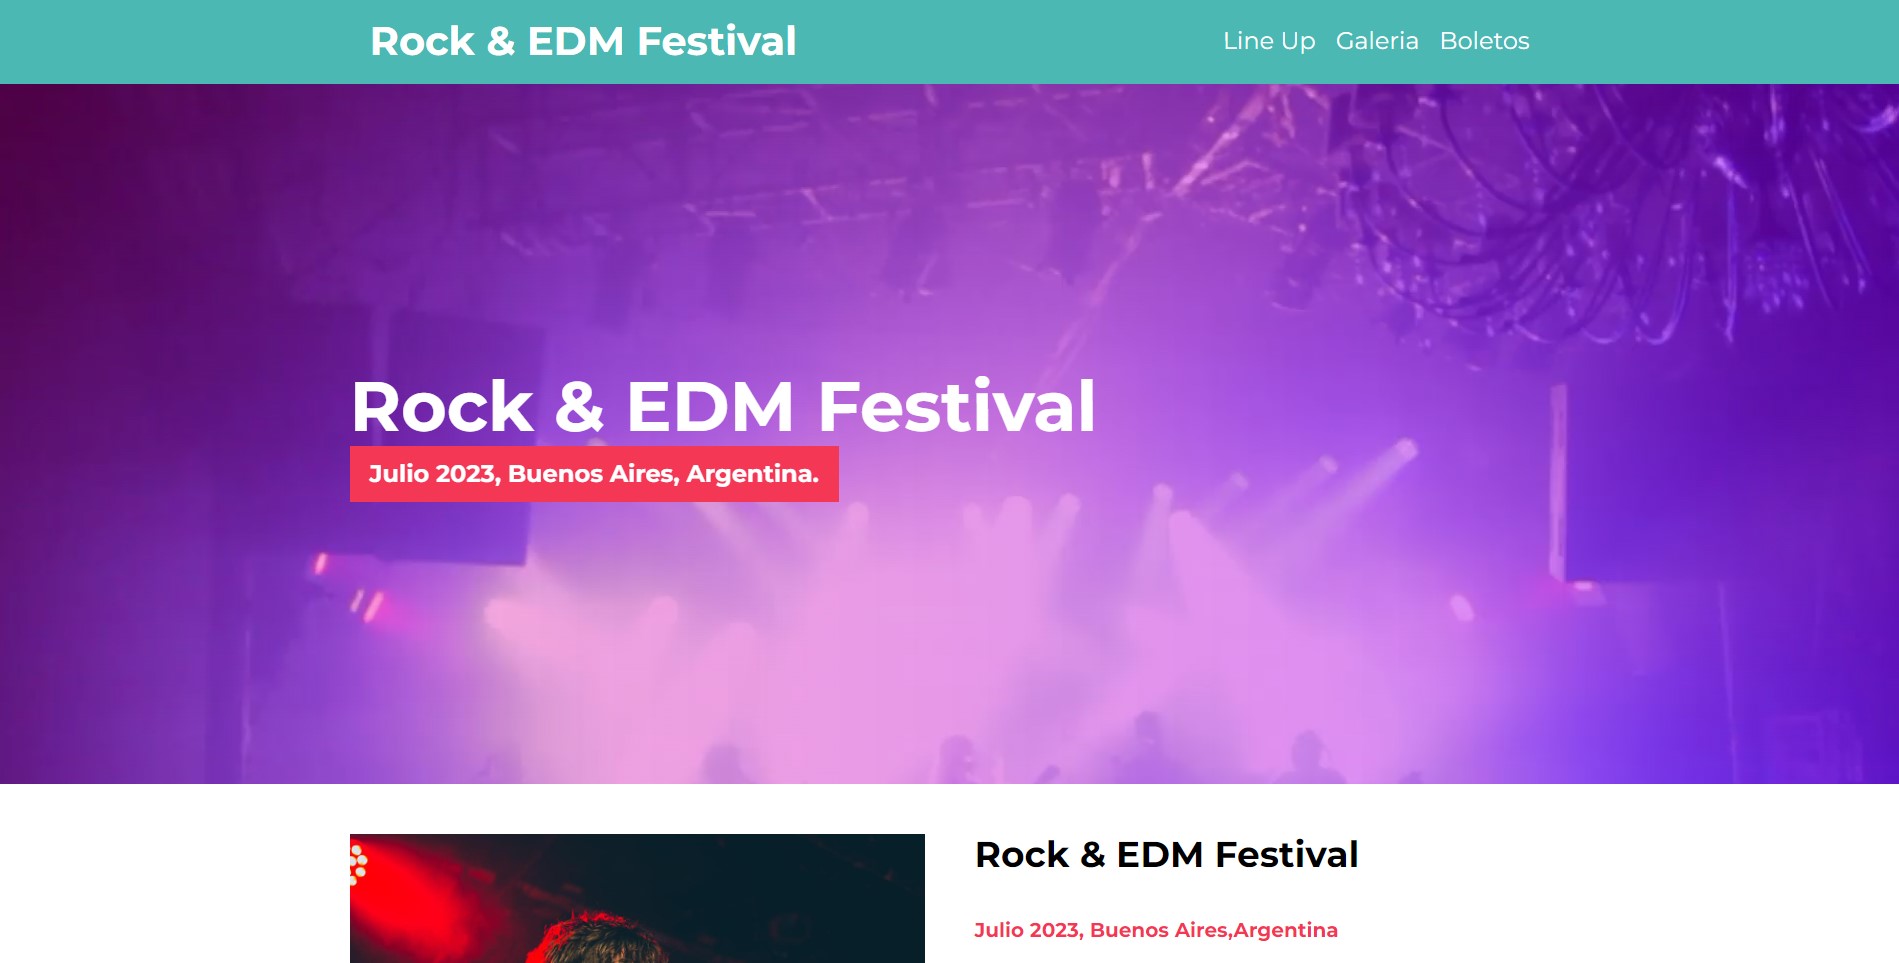 Rock & EDM Festival
Line Up Galeria Boletos
Rock & EDM Festival
Julio 2023, Buenos Aires, Argentina.
Rock & EDM Festival
Julio 2023, Buenos Aires,Argentina